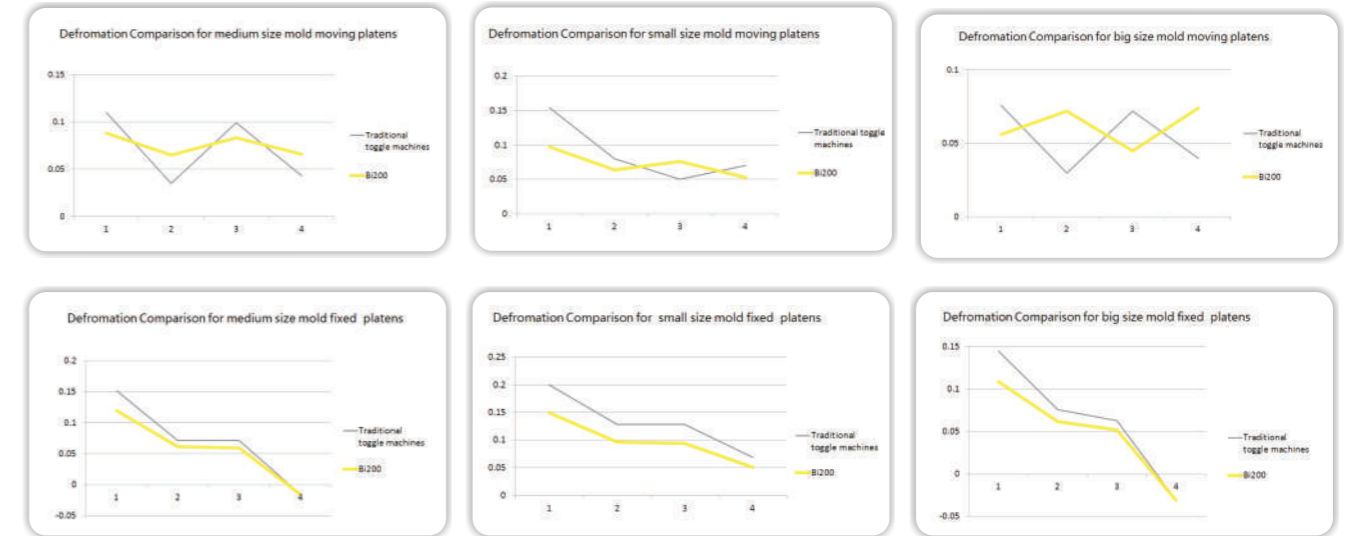 Defromation Comparison for medium size mold moving platens
0.15
0.1
0.05
0
1 2 3 4
Traditional
toggle machines
Bi200
Defromation Comparison for small size mold moving platens
0.2
0.15
0.1
0.05
0
1 2 3 4
Traditional toggle
machines
Bi200
Defromation Comparison for big size mold moving platens
0.1
0.05
0
1 2 3 4
Traditional
toggle machines
Bi200
Defromation Comparison for medium size mold fixed platens
0.2
0.15
0.1
0.05
0
-0.05
1 2 3 4
Traditional
toggle machines
Bi200
Defromation Comparison for small size mold fixed platens
0.25
0.2
0.15
0.1
0.05
0
1 2 3 4
Traditional
toggle machines
Bi200
Defromation Comparison for big size mold fixed platens
0.15
0.1
0.05
0
-0.05
1 2 3 4
Traditional
toggle machines
Bi200